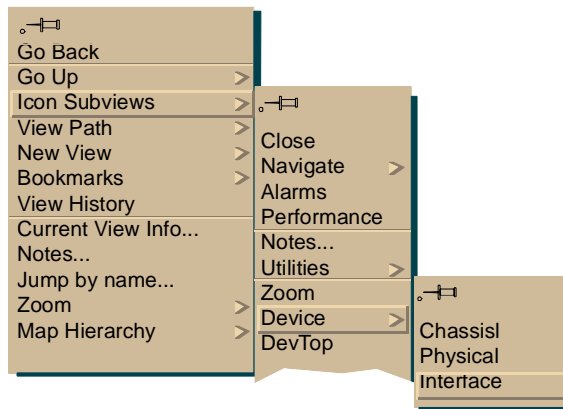 Go Back
Go Up
Icon Subviews
View Path
New View
Bookmarks
View History
Current View Info...
Notes...
Jump by name...
Zoom
Map Hierarchy
Close
Navigate
Alarms
Performance
Notes...
Utilities
Zoom
Device
DevTop
Chassisl
Physical
Interface